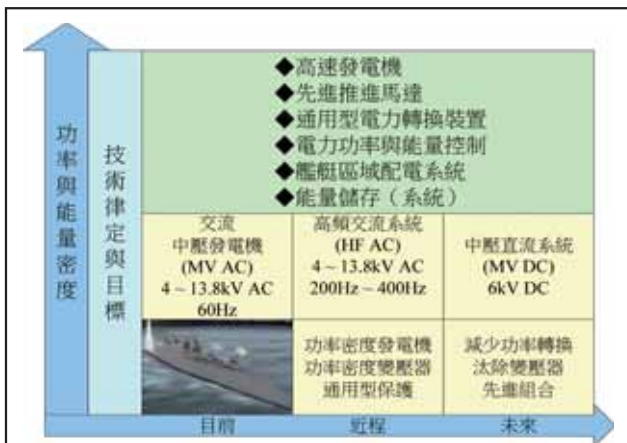 功率與能量密度
技術律定與目標
◆高速發電機
◆先進推進馬達
◆通用型電力轉換裝置
◆電力功率與能量控制
◆艦艇區域配電系統
◆能量儲存（系統）
交流
中壓發電機
(MV AC)
4～13.8kV AC
60Hz
高頻交流系統
(HF AC)
4～13.8kV AC
200Hz～400Hz
中壓直流系統
(MV DC)
6kV DC
功率密度發電機
功率密度變壓器
通用型保護
減少功率轉換
汰除變壓器
先進組合
目前
近程
未來